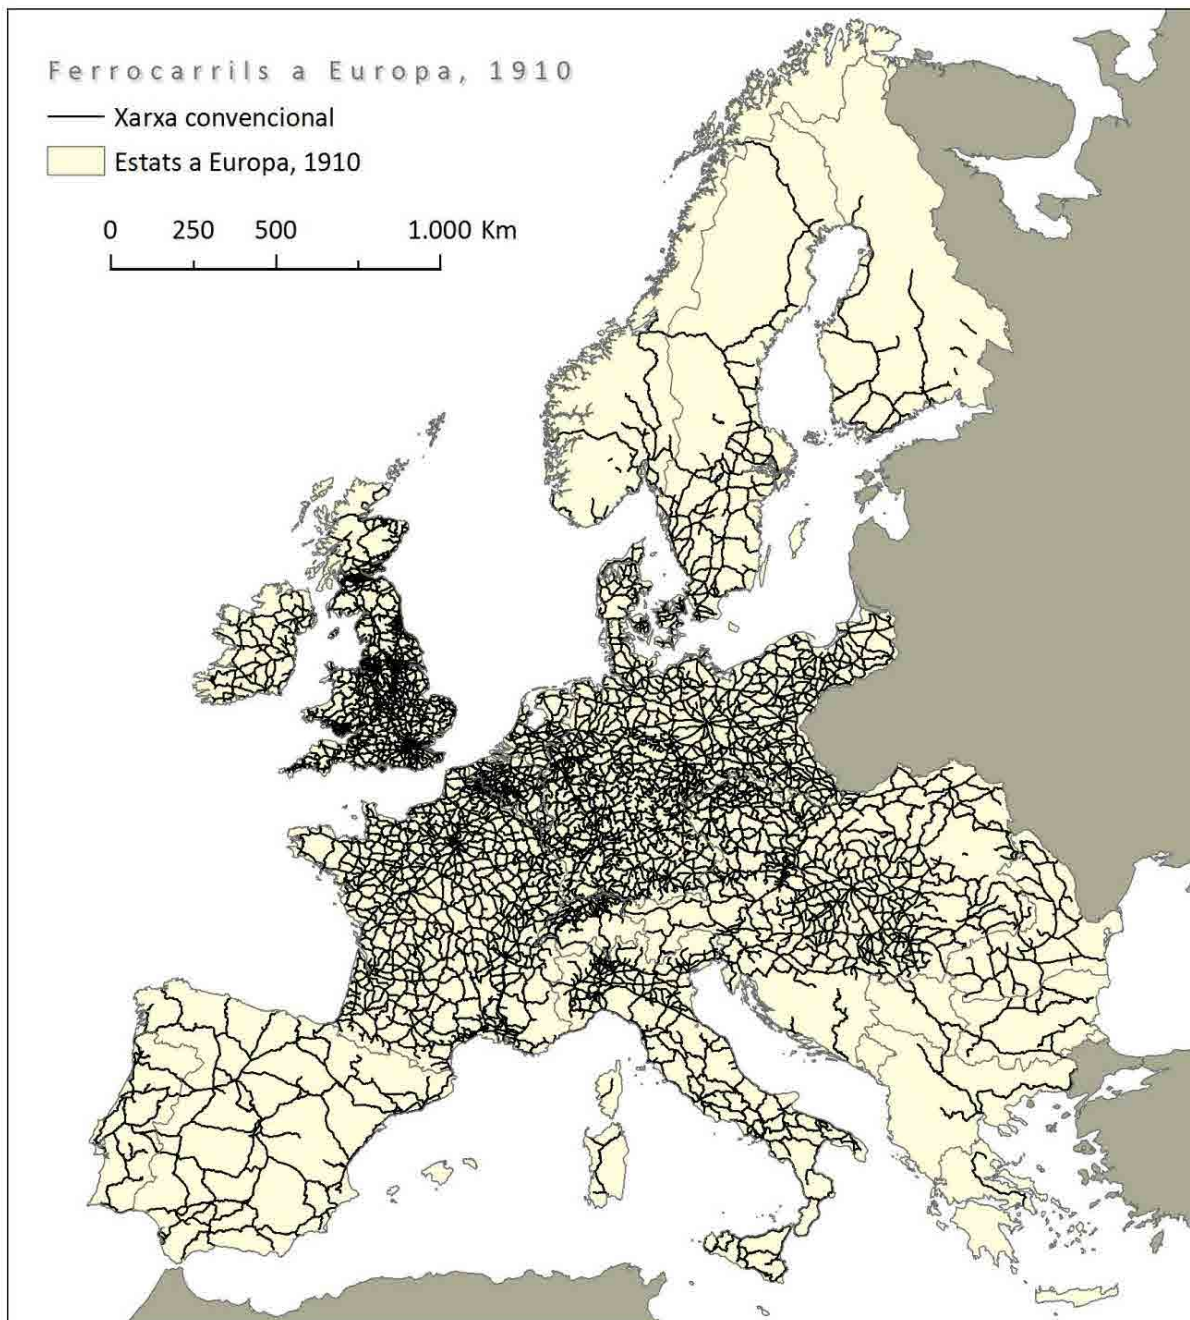 Ferrocarrils a Europa, 1910
Xarxa convencional
Estats a Europa, 1910
0 250 500 1.000 Km